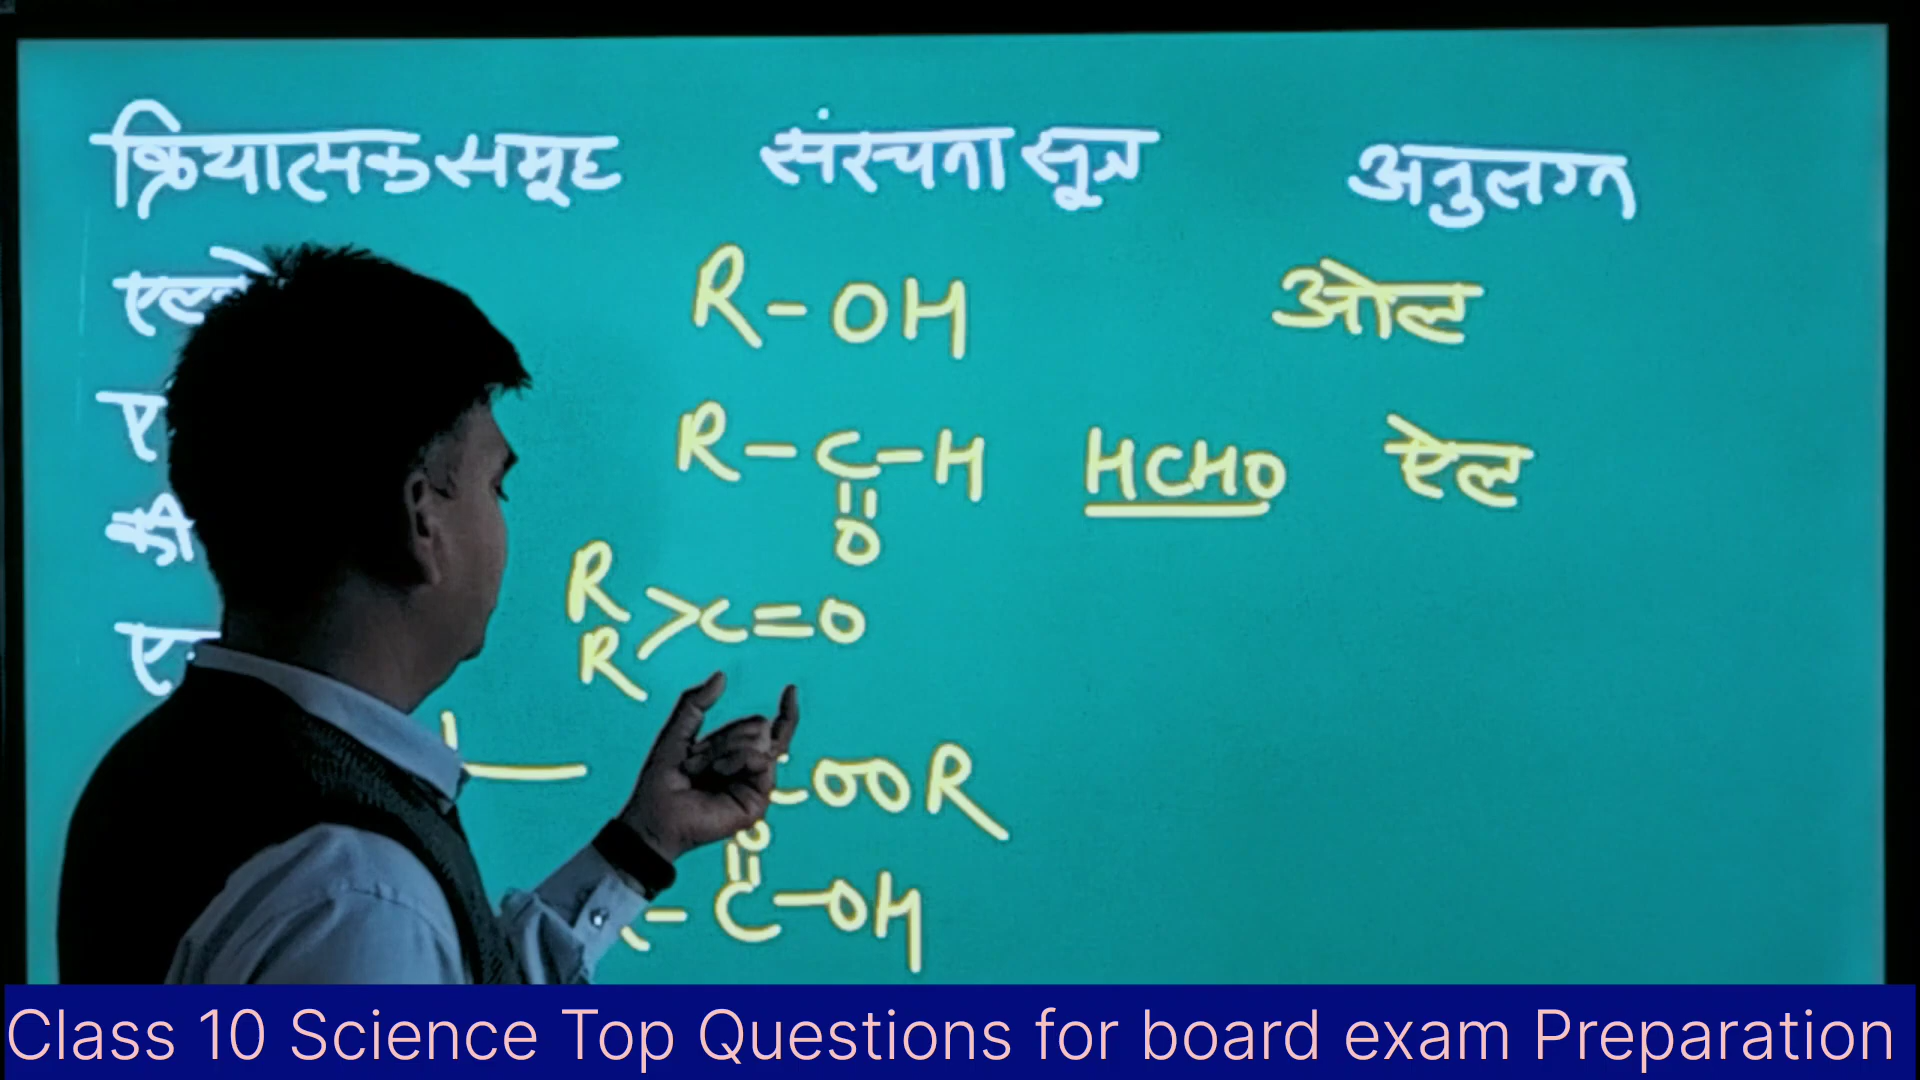 क्रियात्मक समूह संरचना सूत्र अनुलग्न
R-OH ओल
R-C-H HCHO ऐल
=
O
R
>C=O
R
COOR
O
=
-C-OH
Class 10 Science Top Questions for board exam Preparation